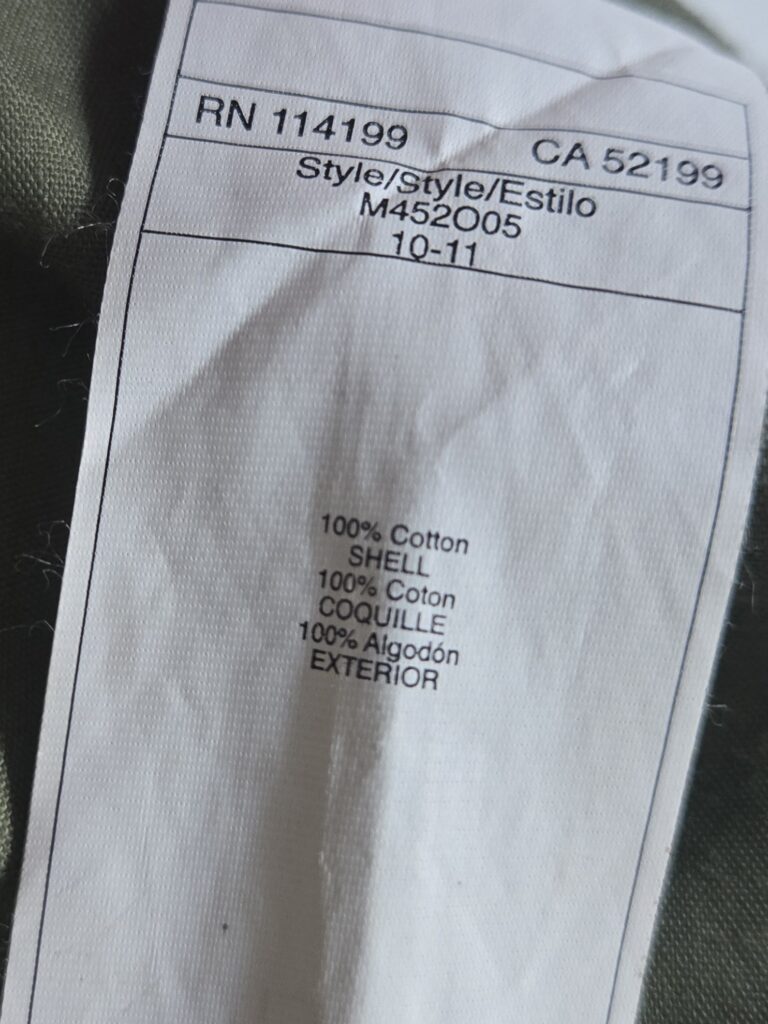 RN 114199 CA 52199
Style/Style/Estilo
M452O05
10-11
100% Cotton
SHELL
100% Coton
COQUILLE
100% Algodón
EXTERIOR